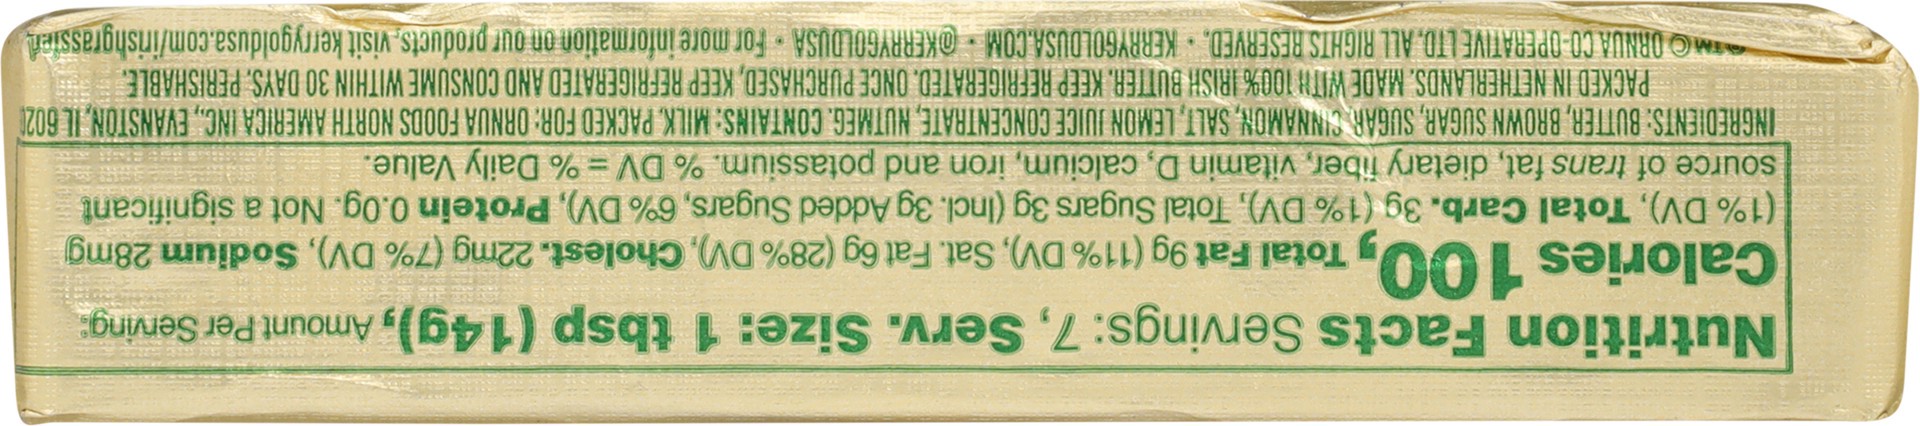 Nutrition Facts Servings: 7, Serv. Size: 1 tbsp (14g), Amount Per Serving:
Calories 100, Total Fat 9g (11% DV), Sat. Fat 6g (28% DV), Cholest. 22mg (7% DV), Sodium 28mg
(1% DV), Total Carb. 3g (1% DV), Total Sugars 3g (Incl. 3g Added Sugars, 6% DV), Protein 0.0g. Not a significant
source of trans fat, dietary fiber, vitamin D, calcium, iron and potassium. % DV = % Daily Value.
INGREDIENTS: BUTTER, BROWN SUGAR, SUGAR, CINNAMON, SALT, LEMON JUICE CONCENTRATE, NUTMEG. CONTAINS: MILK. PACKED FOR: ORNUA FOODS NORTH AMERICA INC., EVANSTON, IL
PACKED IN NETHERLANDS. MADE WITH 100% IRISH BUTTER. KEEP REFRIGERATED. ONCE PURCHASED, KEEP REFRIGERATED AND CONSUME WITHIN 30 DAYS. PERISHABLE.
®TM© ORNUA CO-OPERATIVE LTD. ALL RIGHTS RESERVED. • KERRYGOLDUSA.COM • @KERRYGOLDUSA • For more information on our products, visit kerrygoldusa.com/irishgrassfed